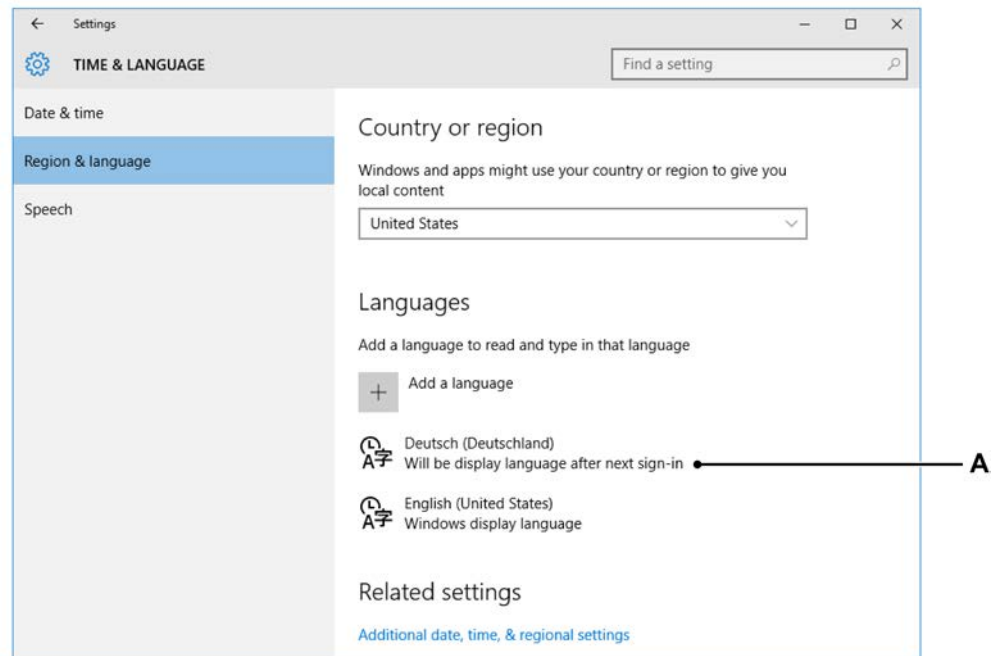 Settings
TIME & LANGUAGE
Find a setting
Date & time
Region & language
Speech
Country or region
Windows and apps might use your country or region to give you
local content
United States
Languages
Add a language to read and type in that language
Add a language
Deutsch (Deutschland)
Will be display language after next sign-in
A
English (United States)
Windows display language
Related settings
Additional date, time, & regional settings